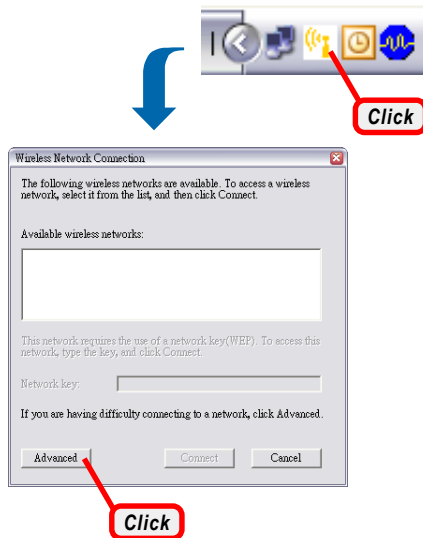 Click
Wireless Network Connection
The following wireless networks are available. To access a wireless
network, select it from the list, and then click Connect.
Available wireless networks:
This network requires the use of a network key(WEP). To access this
network, type the key, and click Connect.
Network key:
If you are having difficulty connecting to a network, click Advanced.
Advanced Connect Cancel
Click